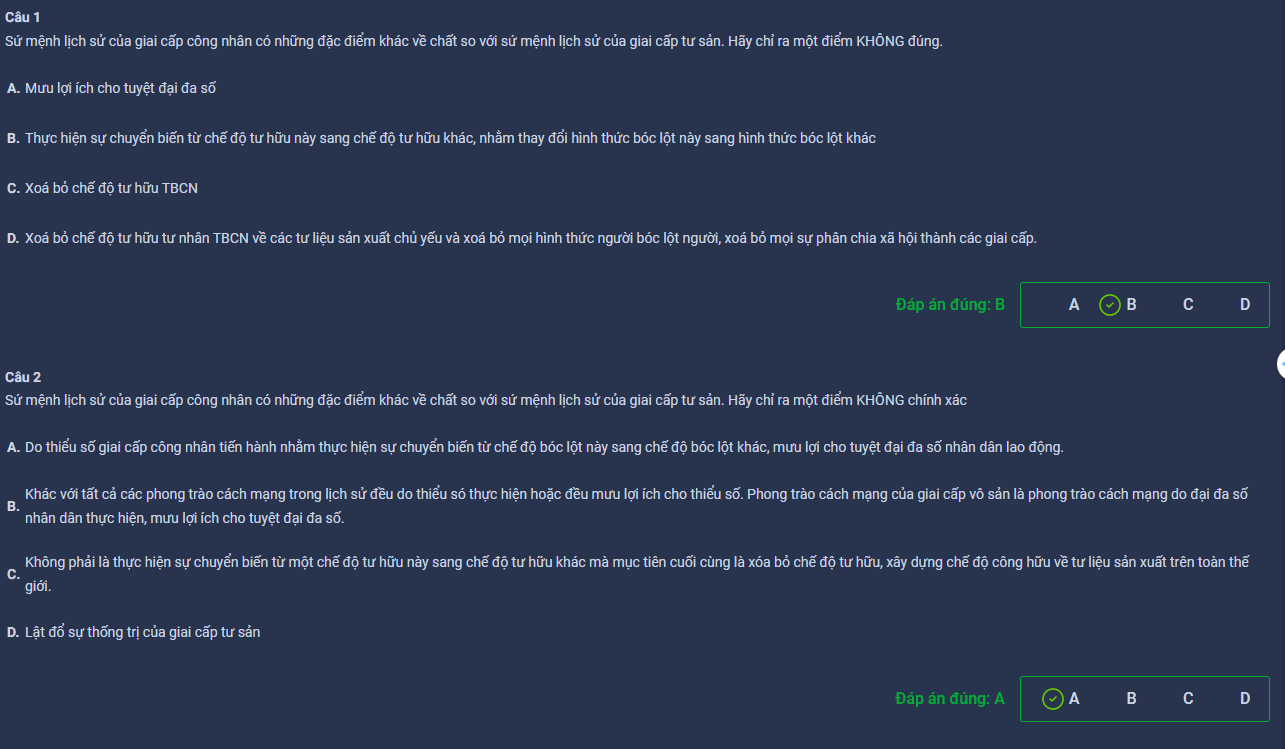 Câu 1
Sứ mệnh lịch sử của giai cấp công nhân có những đặc điểm khác về chất so với sứ mệnh lịch sử của giai cấp tư sản. Hãy chỉ ra một điểm KHÔNG đúng.
A. Mưu lợi ích cho tuyệt đại đa số
B. Thực hiện sự chuyển biến từ chế độ tư hữu này sang chế độ tư hữu khác, nhằm thay đổi hình thức bóc lột này sang hình thức bóc lột khác
C. Xoá bỏ chế độ tư hữu TBCN
D. Xoá bỏ chế độ tư hữu tư nhân TBCN về các tư liệu sản xuất chủ yếu và xoá bỏ mọi hình thức người bóc lột người, xoá bỏ mọi sự phân chia xã hội thành các giai cấp.
Đáp án đúng: B A B C D
Câu 2
Sứ mệnh lịch sử của giai cấp công nhân có những đặc điểm khác về chất so với sứ mệnh lịch sử của giai cấp tư sản. Hãy chỉ ra một điểm KHÔNG chính xác
A. Do thiểu số giai cấp công nhân tiến hành nhằm thực hiện sự chuyển biến từ chế độ bóc lột này sang chế độ bóc lột khác, mưu lợi cho tuyệt đại đa số nhân dân lao động.
B. Khác với tất cả các phong trào cách mạng trong lịch sử đều do thiểu só thực hiện hoặc đều mưu lợi ích cho thiểu số. Phong trào cách mạng của giai cấp vô sản là phong trào cách mạng do đại đa số
nhân dân thực hiện, mưu lợi ích cho tuyệt đại đa số.
C. Không phải là thực hiện sự chuyển biến từ một chế độ tư hữu này sang chế độ tư hữu khác mà mục tiên cuối cùng là xóa bỏ chế độ tư hữu, xây dựng chế độ công hữu về tư liệu sản xuất trên toàn thế
giới.
D. Lật đổ sự thống trị của giai cấp tư sản
Đáp án đúng: A A B C D